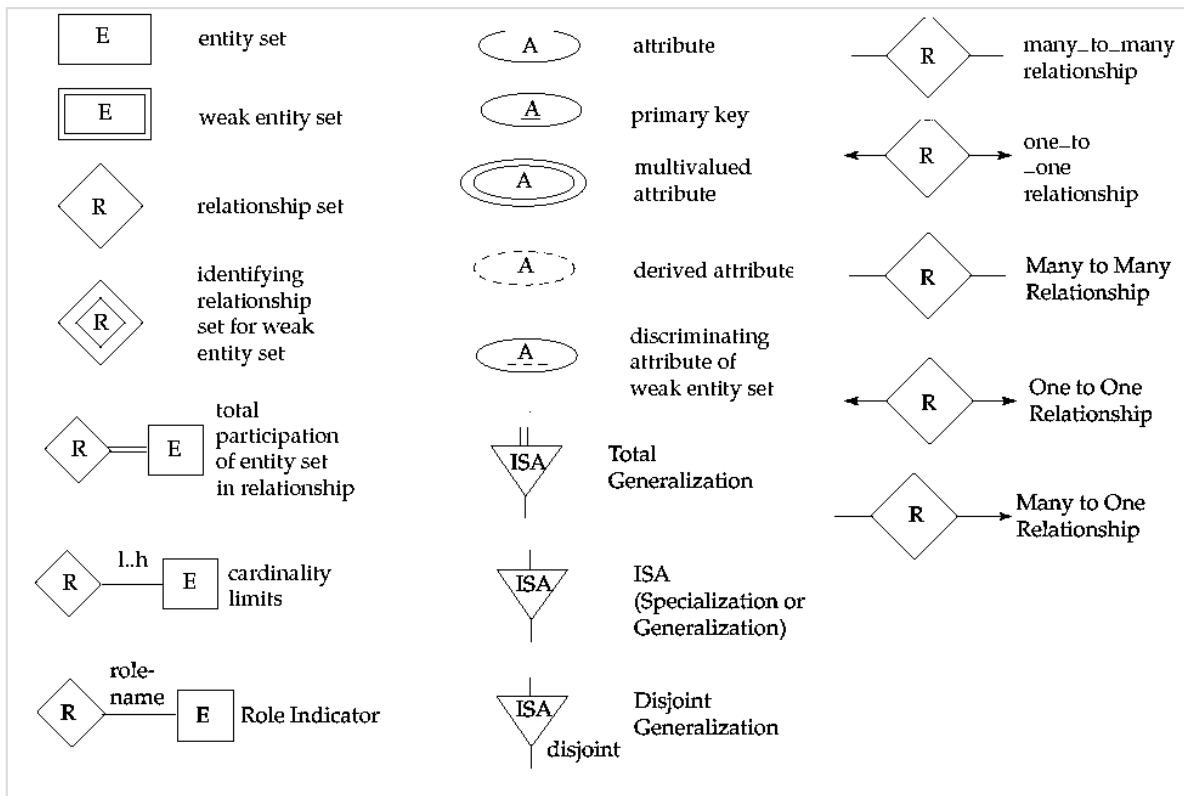 E
entity set
E
weak entity set
R
relationship set
R
identifying
relationship
set for weak
entity set
R
E
total
participation
of entity set
in relationship
R
l..h
E
cardinality
limits
R
role-
name
E
Role Indicator
A
attribute
A
primary key
A
multivalued
attribute
A
derived attribute
A
discriminating
attribute of
weak entity set
ISA
Total
Generalization
ISA
ISA
(Specialization or
Generalization)
ISA
disjoint
Disjoint
Generalization
R
many_to_many
relationship
R
one_to
_one
relationship
R
Many to Many
Relationship
R
One to One
Relationship
R
Many to One
Relationship